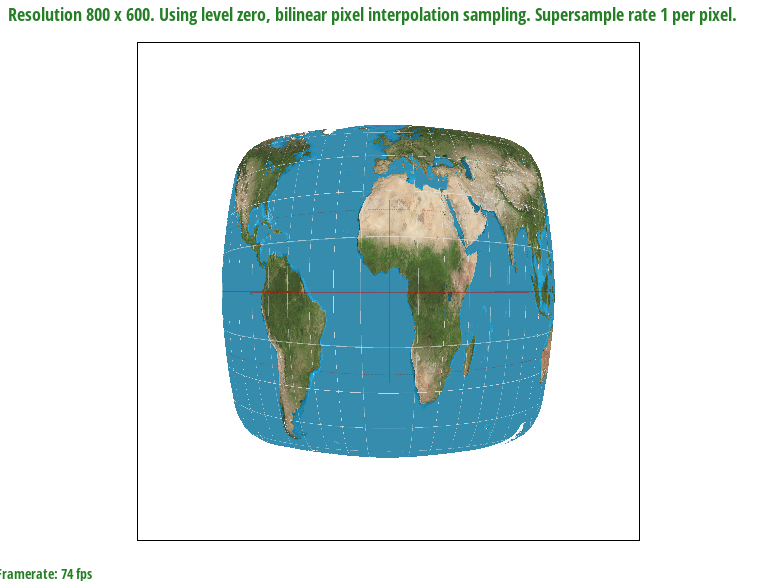 Resolution 800 x 600. Using level zero, bilinear pixel interpolation sampling. Supersample rate 1 per pixel.
Framerate: 74 fps